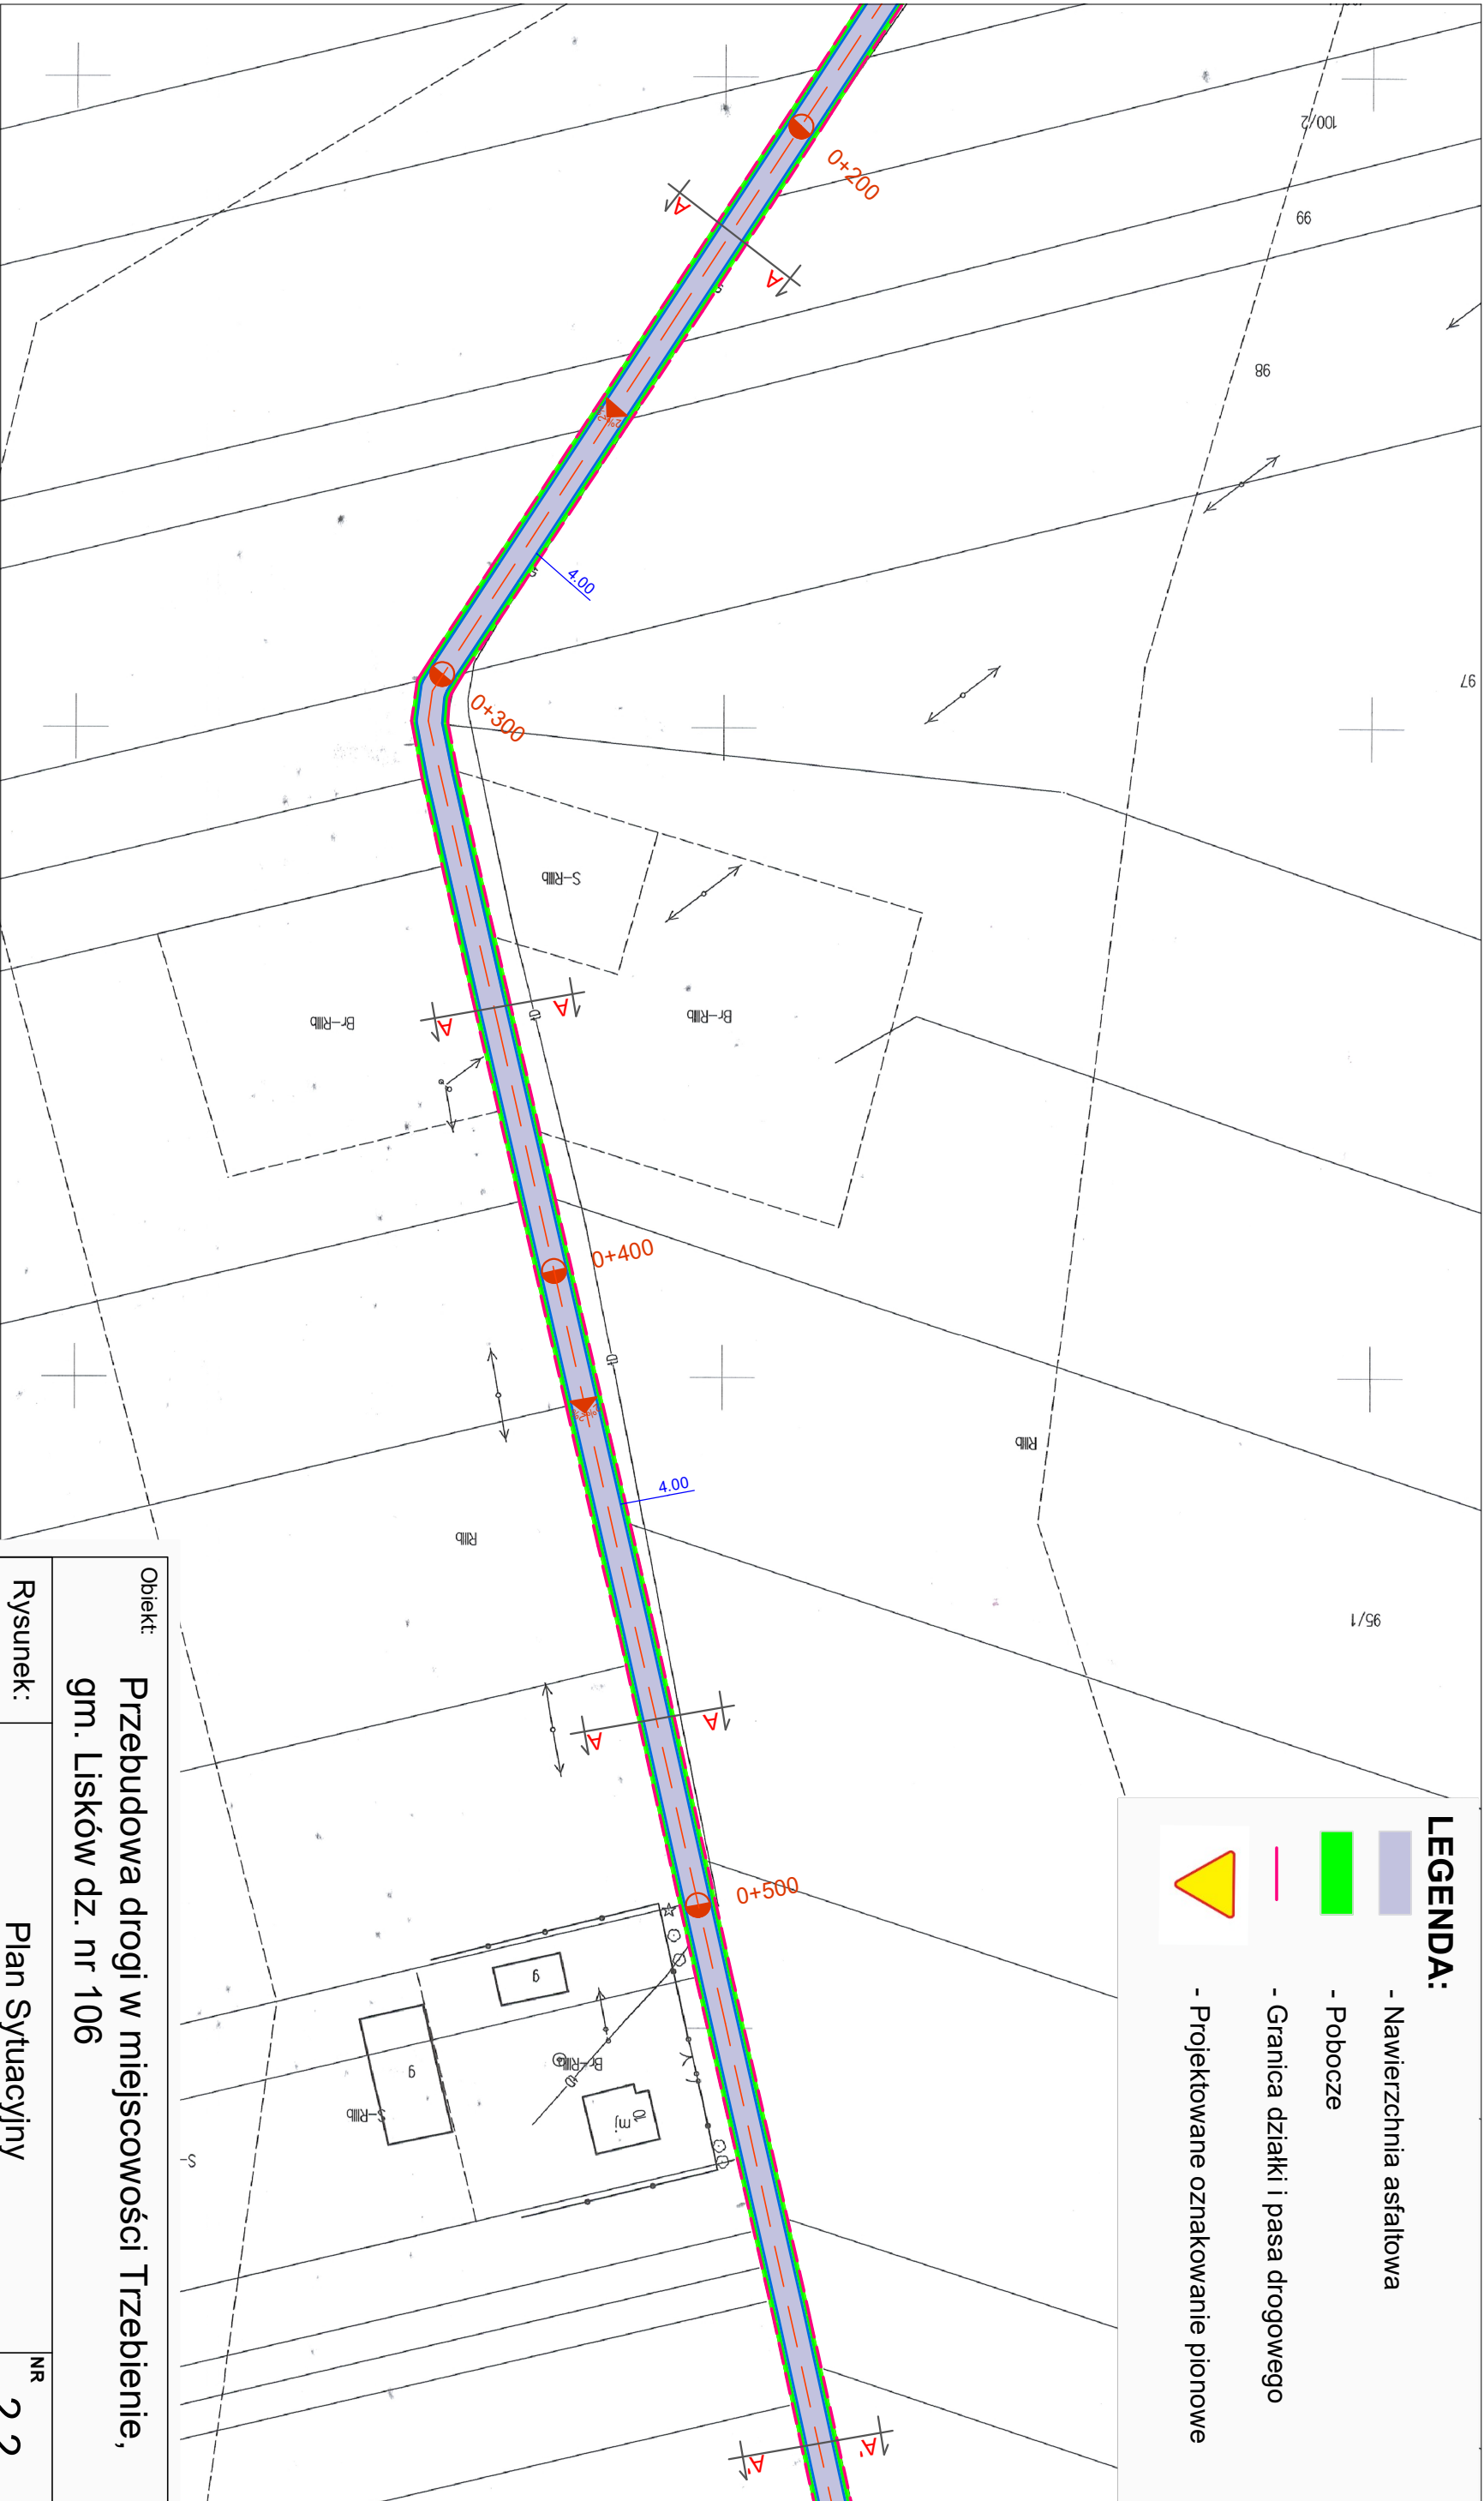 100/2
99
98
97
95/1
0+200
A
A
2%
4.00
0+300
S-RIIIb
Br-RIIIb
Br-RIIIb
A
A
0+400
4.00
RIIIb
RIIIb
A
A
0+500
g
g
Br-RIIIb
S-RIIIb
S-
A'
A'
LEGENDA:
- Nawierzchnia asfaltowa
- Pobocze
- Granica działki i pasa drogowego
- Projektowane oznakowanie pionowe
Obiekt:
Przebudowa drogi w miejscowości Trzebienie,
gm. Lisków dz. nr 106
Rysunek:
Plan Sytuacyjny
NR